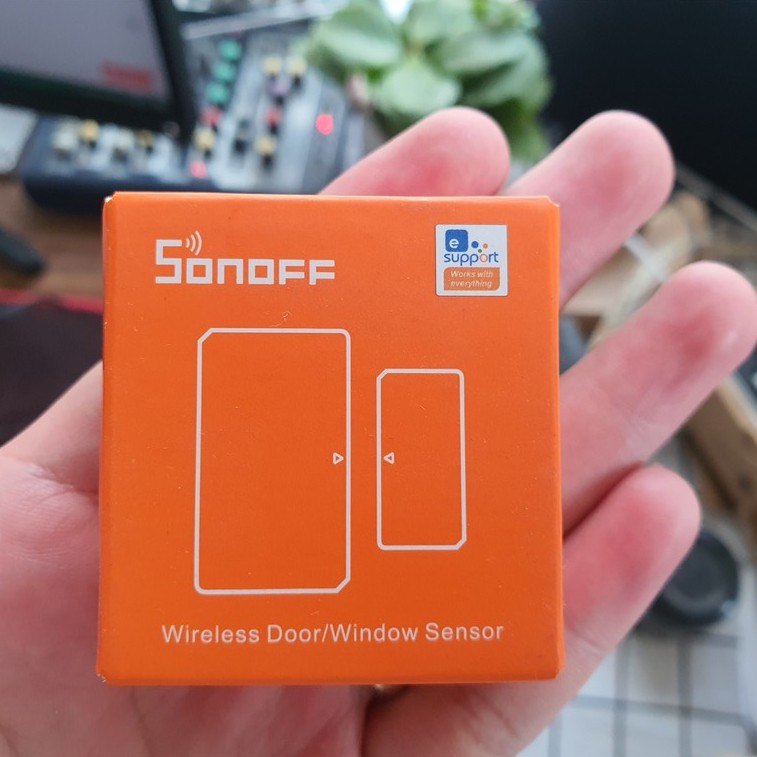 SONOFF
e
support
Works with
everything
Wireless Door/Window Sensor